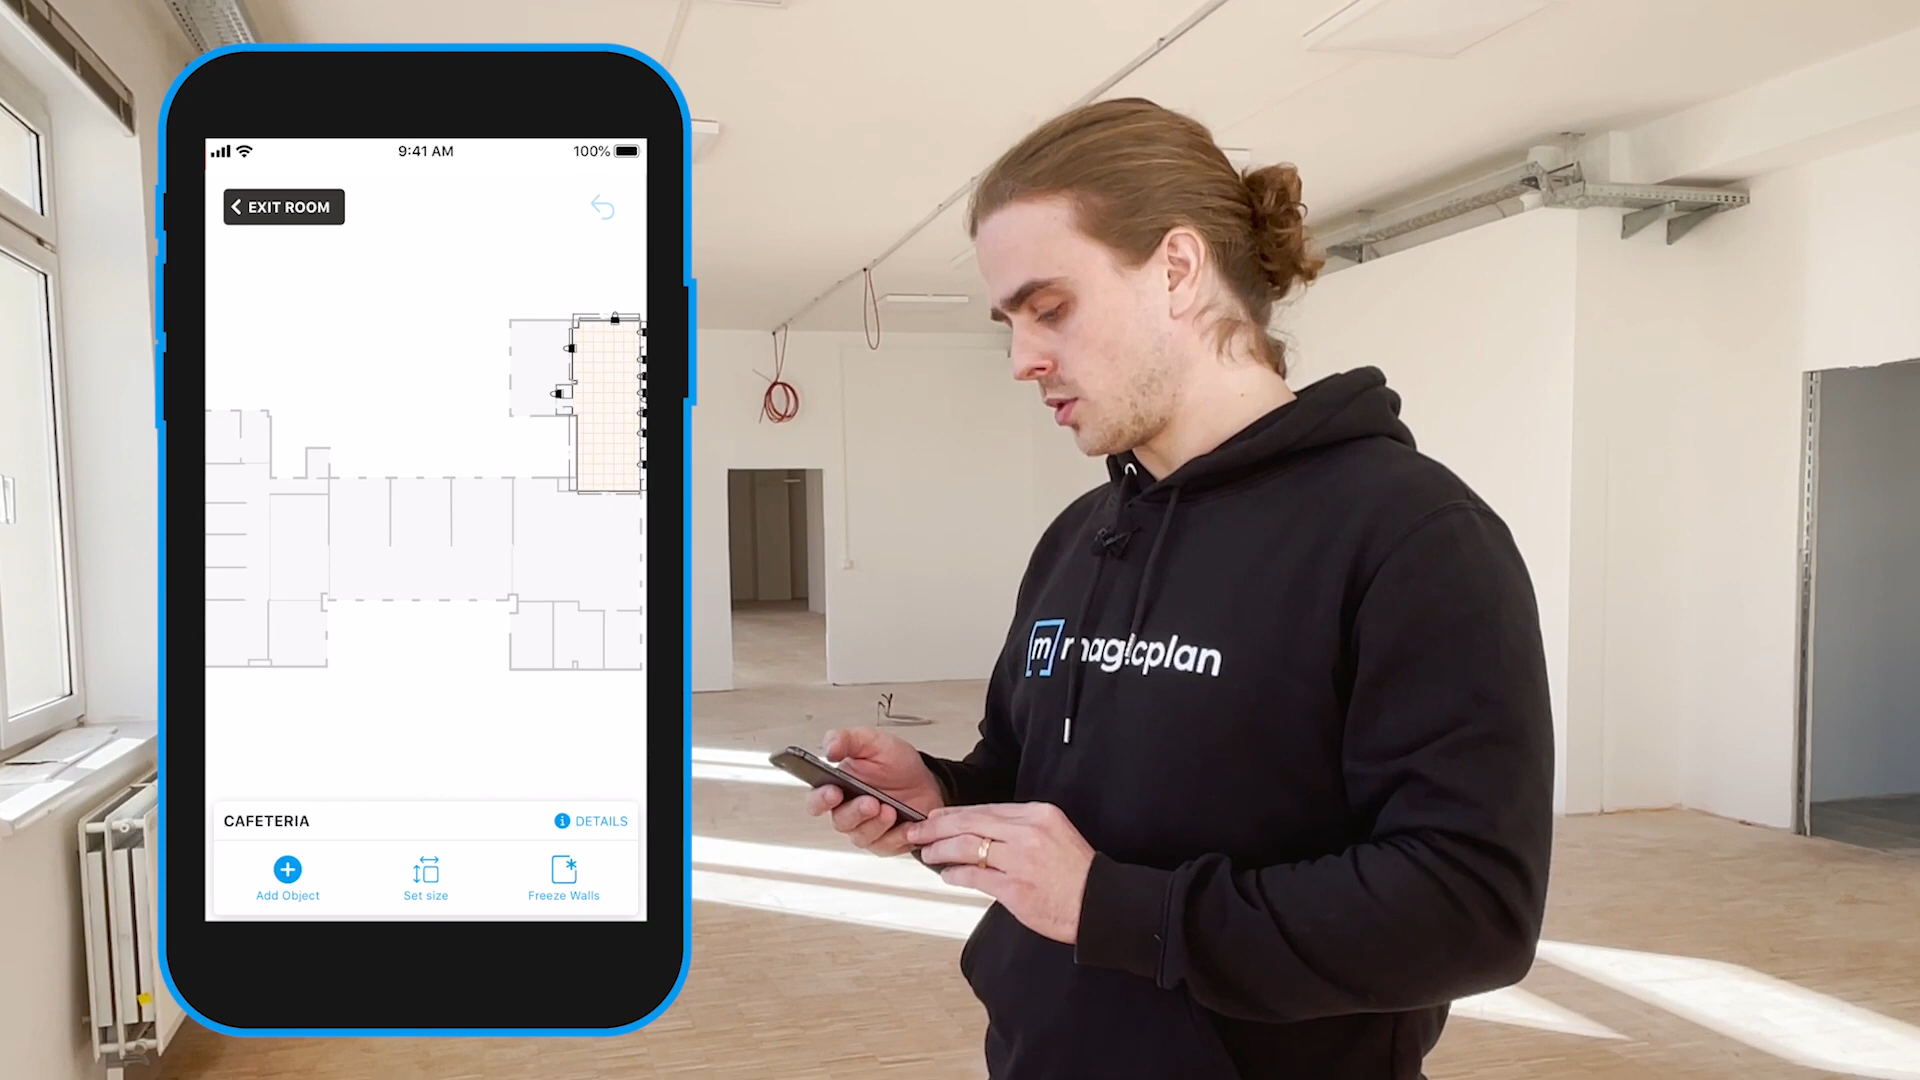 9:41 AM
100%
EXIT ROOM
CAFETERIA
i DETAILS
Add Object
Set size
Freeze Walls
m magicplan